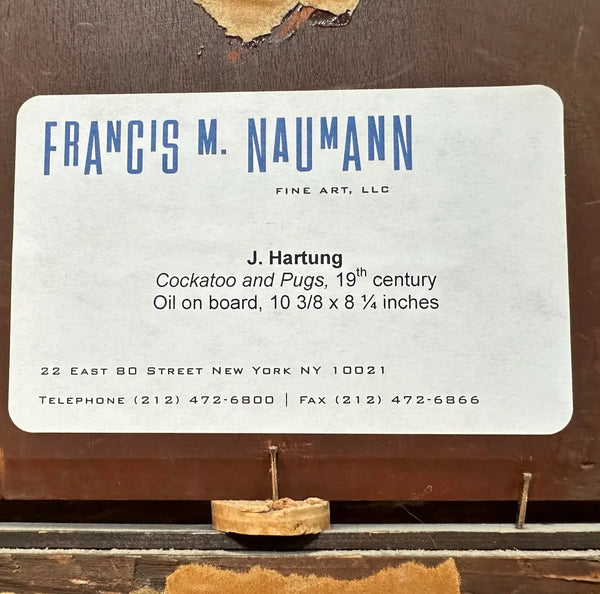 FRANCIS M. NAUMANN
FINE ART, LLC
J. Hartung
Cockatoo and Pugs, 19th century
Oil on board, 10 3/8 x 8 ¼ inches
22 East 80 Street New York NY 10021
Telephone (212) 472-6800 | Fax (212) 472-6866